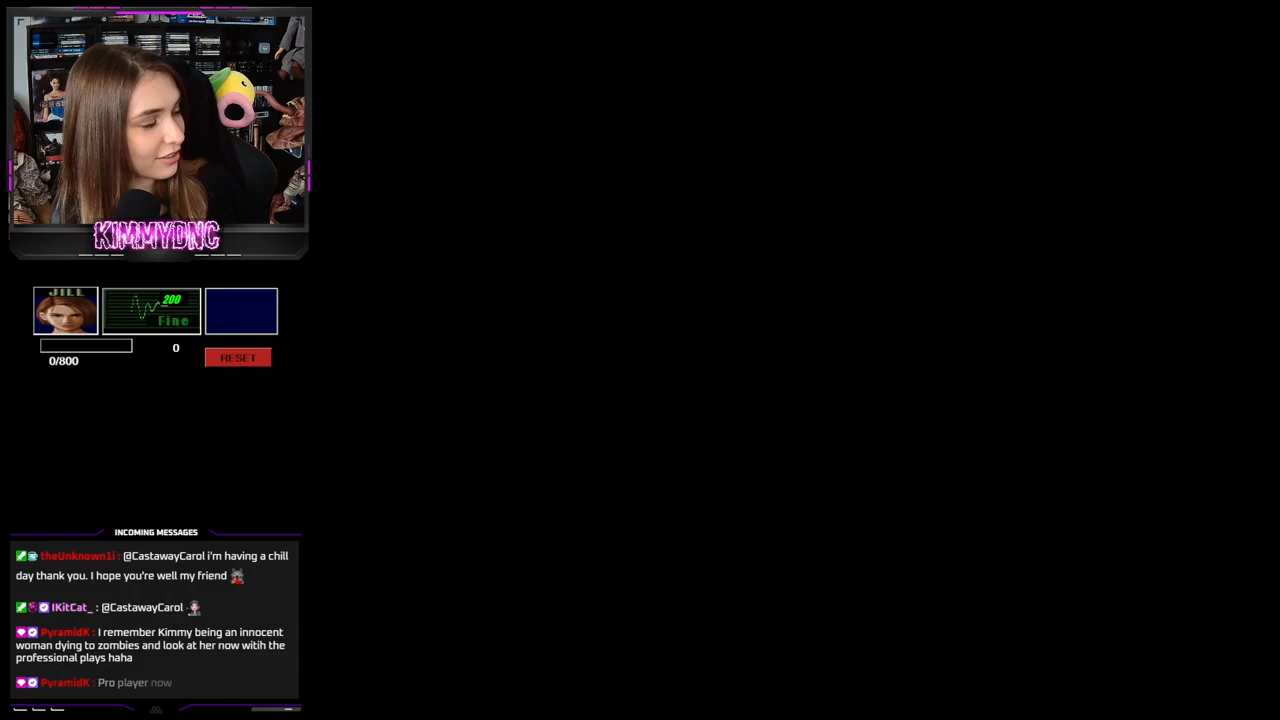 KIMMYDNC
JILL
200
Fine
0
0/800
RESET
INCOMING MESSAGES
theUnknown1i : @CastawayCarol i'm having a chill
day thank you. I hope you're well my friend
IKitCat_ : @CastawayCarol
PyramidK : I remember Kimmy being an innocent
woman dying to zombies and look at her now witih the
professional plays haha
PyramidK : Pro player now